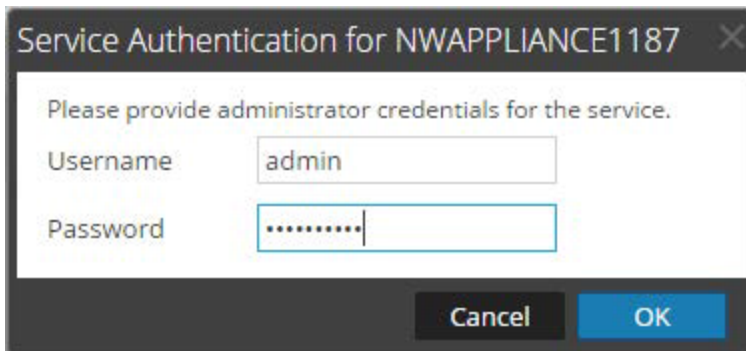 Service Authentication for NWAPPLIANCE1187
Please provide administrator credentials for the service.
Username admin
Password ••••••••••
Cancel OK